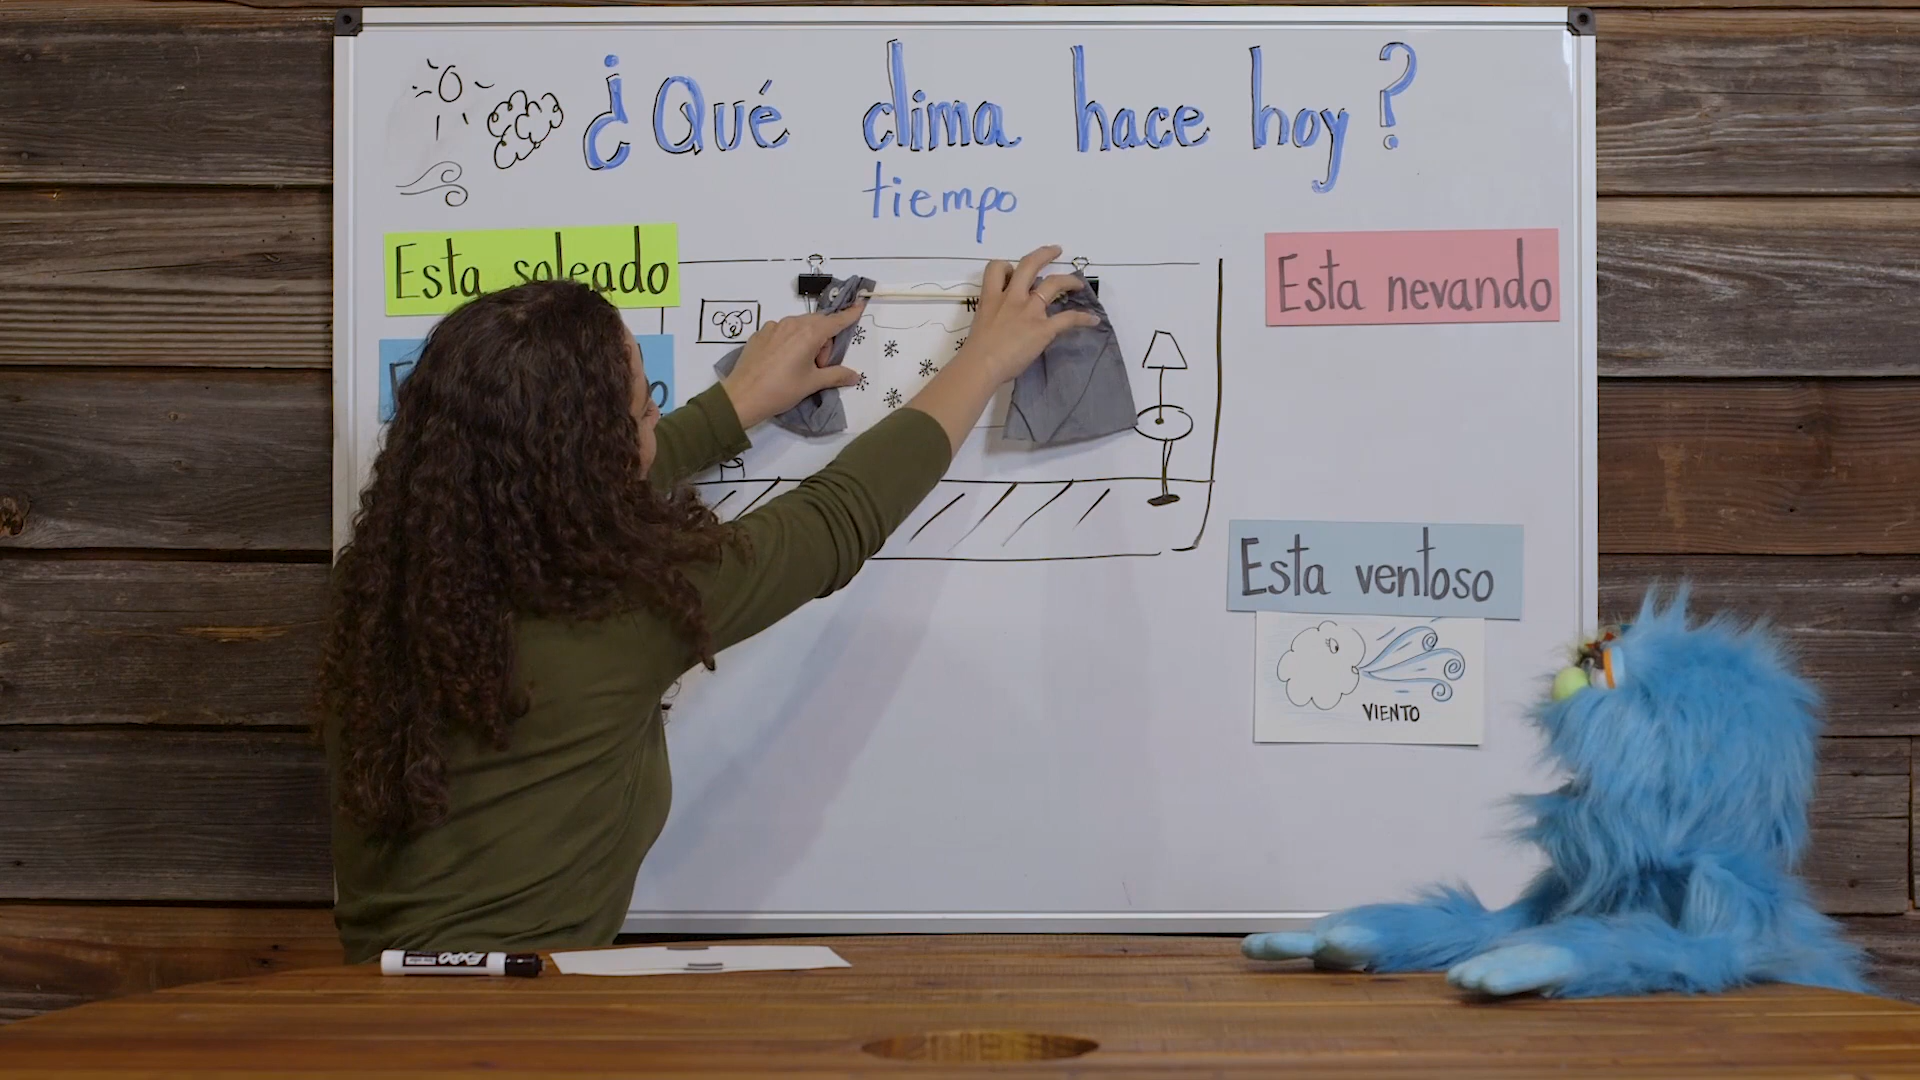 ¿Qué clima hace hoy?
tiempo
Esta soleado
Esta nevando
Esta ventoso
VIENTO
EXPO